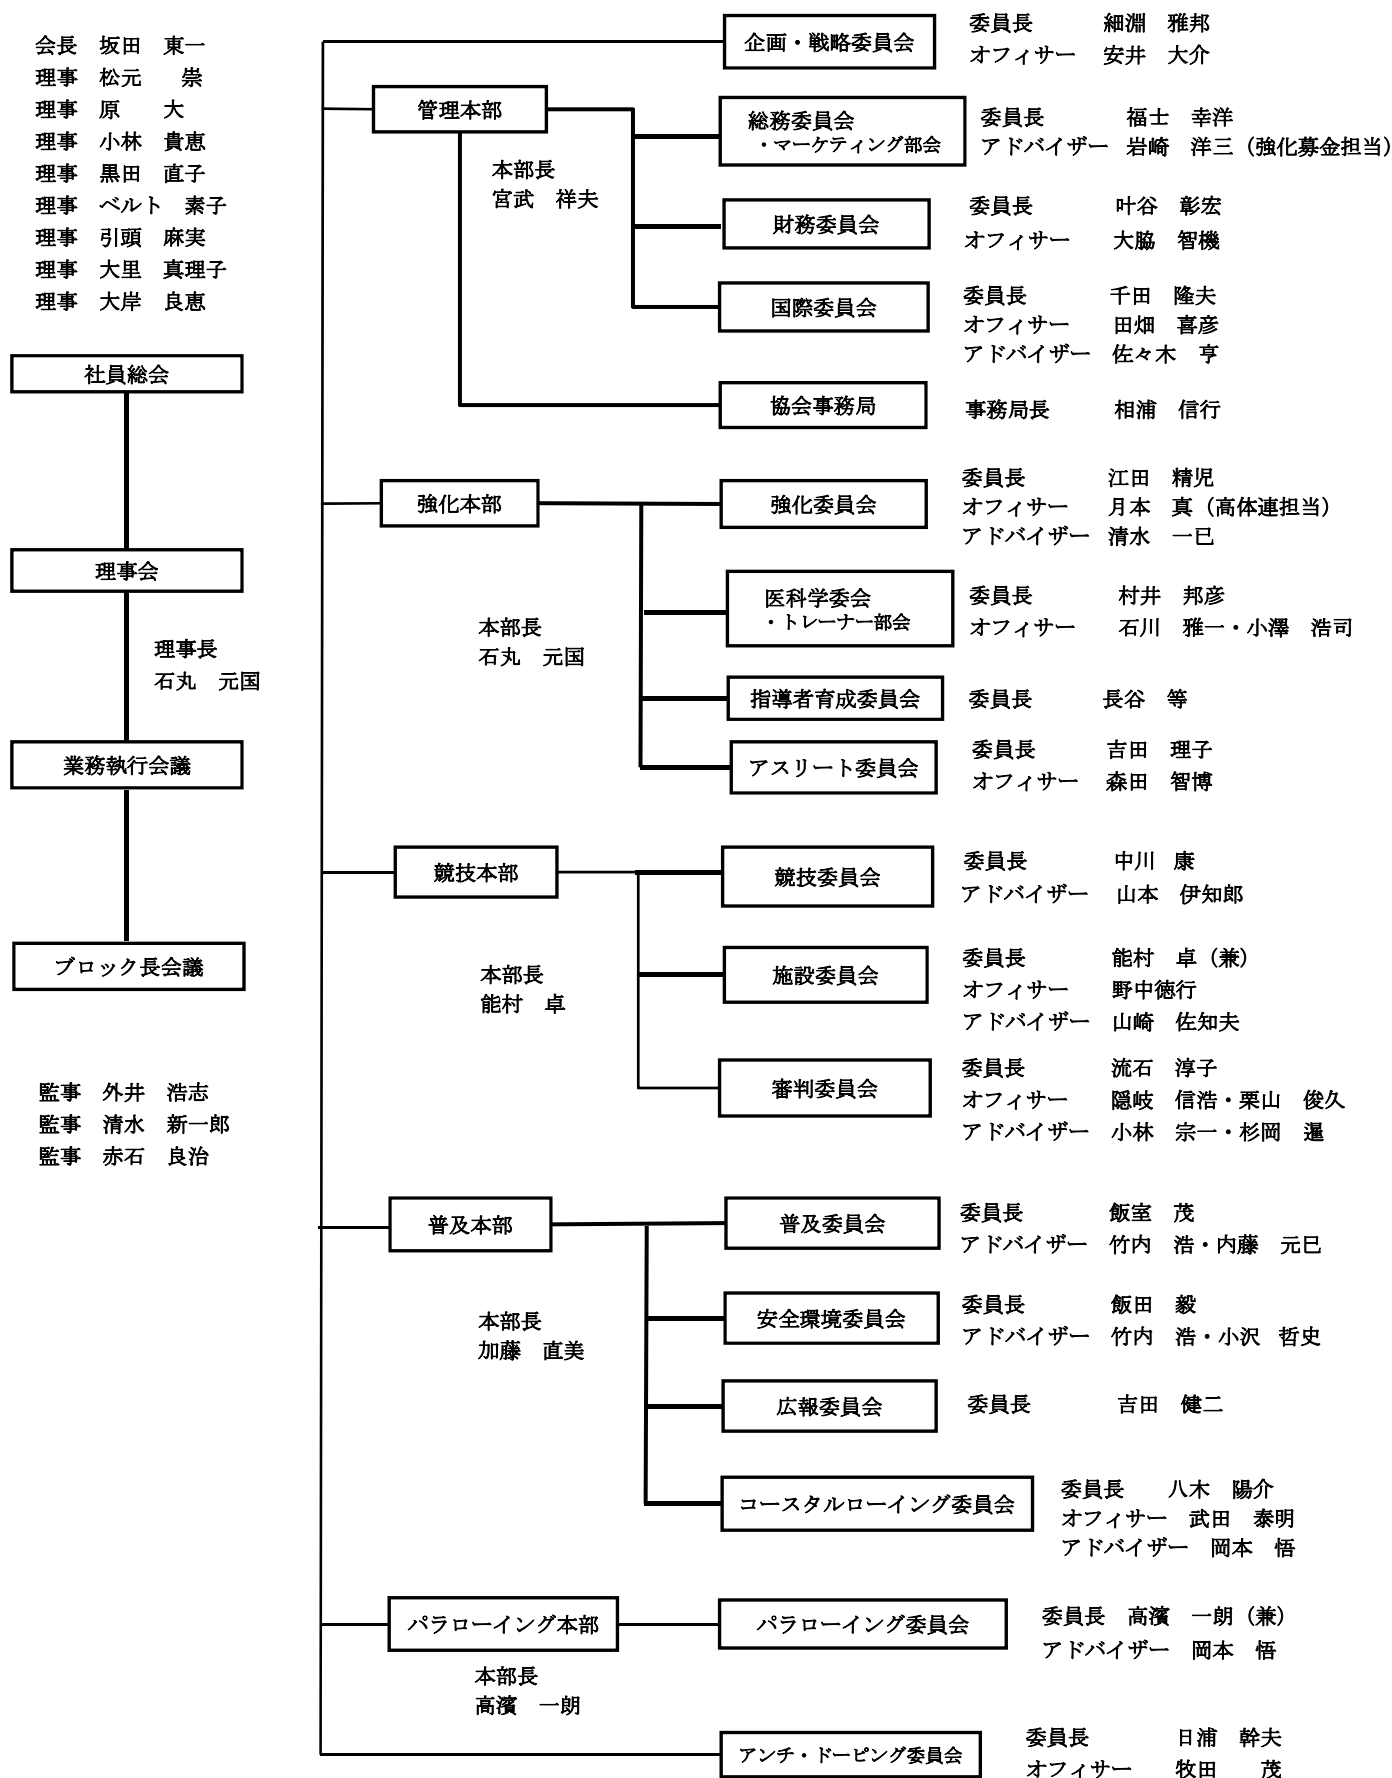 会長　坂田　東一
理事　松元　　崇
理事　原　　大
理事　小林　貴恵
理事　黒田　直子
理事　ベルト　素子
理事　引頭　麻実
理事　大里　真理子
理事　大岸　良恵
社員総会
理事会
理事長
石丸　元国
業務執行会議
ブロック長会議
監事　外井　浩志
監事　清水　新一郎
監事　赤石　良治
企画・戦略委員会
委員長　　　細淵　雅邦
オフィサー　安井　大介
管理本部
本部長
宮武　祥夫
総務委員会
・マーケティング部会
委員長　　　　福士　幸洋
アドバイザー　岩崎　洋三（強化募金担当）
財務委員会
委員長　　　　叶谷　彰宏
オフィサー　　大脇　智機
国際委員会
委員長　　　　千田　隆夫
オフィサー　　田畑　喜彦
アドバイザー　佐々木　亨
協会事務局
事務局長　　　相浦　信行
強化本部
本部長
石丸　元国
強化委員会
委員長　　　　江田　精児
オフィサー　　月本　真（高体連担当）
アドバイザー　清水　一巳
医科学委会
・トレーナー部会
委員長　　　　村井　邦彦
オフィサー　　石川　雅一・小澤　浩司
指導者育成委員会
委員長　　　長谷　等
アスリート委員会
委員長　　　吉田　理子
オフィサー　森田　智博
競技本部
本部長
能村　卓
競技委員会
委員長　　　　中川　康
アドバイザー　山本　伊知郎
施設委員会
委員長　　　　能村　卓（兼）
オフィサー　　野中徳行
アドバイザー　山崎　佐知夫
審判委員会
委員長　　　　流石　淳子
オフィサー　　隠岐　信浩・栗山　俊久
アドバイザー　小林　宗一・杉岡　暹
普及本部
本部長
加藤　直美
普及委員会
委員長　　　　飯室　茂
アドバイザー　竹内　浩・内藤　元巳
安全環境委員会
委員長　　　　飯田　毅
アドバイザー　竹内　浩・小沢　哲史
広報委員会
委員長　　　　吉田　健二
コースタルローイング委員会
委員長　　八木　陽介
オフィサー　武田　泰明
アドバイザー　岡本　悟
パラローイング本部
本部長
高濱　一朗
パラローイング委員会
委員長　高濱　一朗（兼）
アドバイザー　岡本　悟
アンチ・ドーピング委員会
委員長　　　　日浦　幹夫
オフィサー　　牧田　　茂